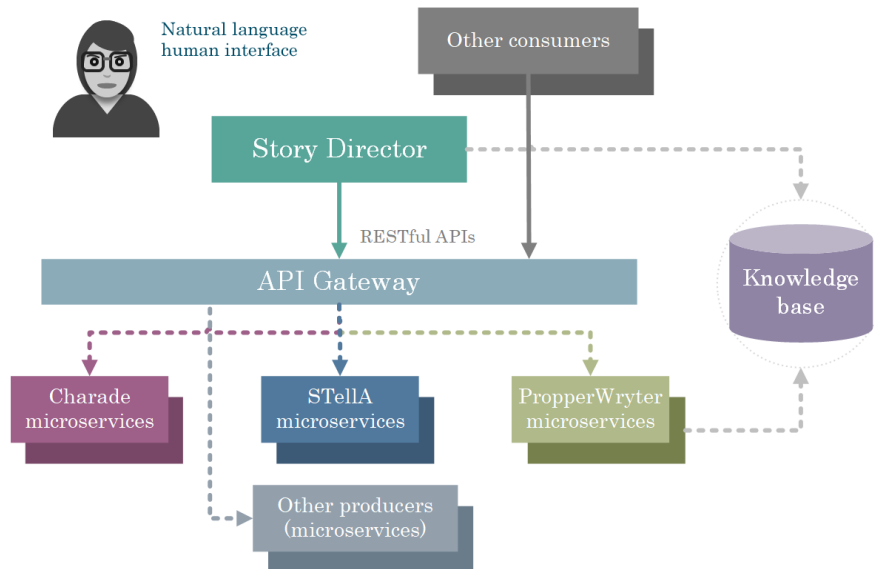 Natural language
human interface
Other consumers
Story Director
RESTful APIs
API Gateway
Knowledge
base
Charade
microservices
STellA
microservices
PropperWryter
microservices
Other producers
(microservices)